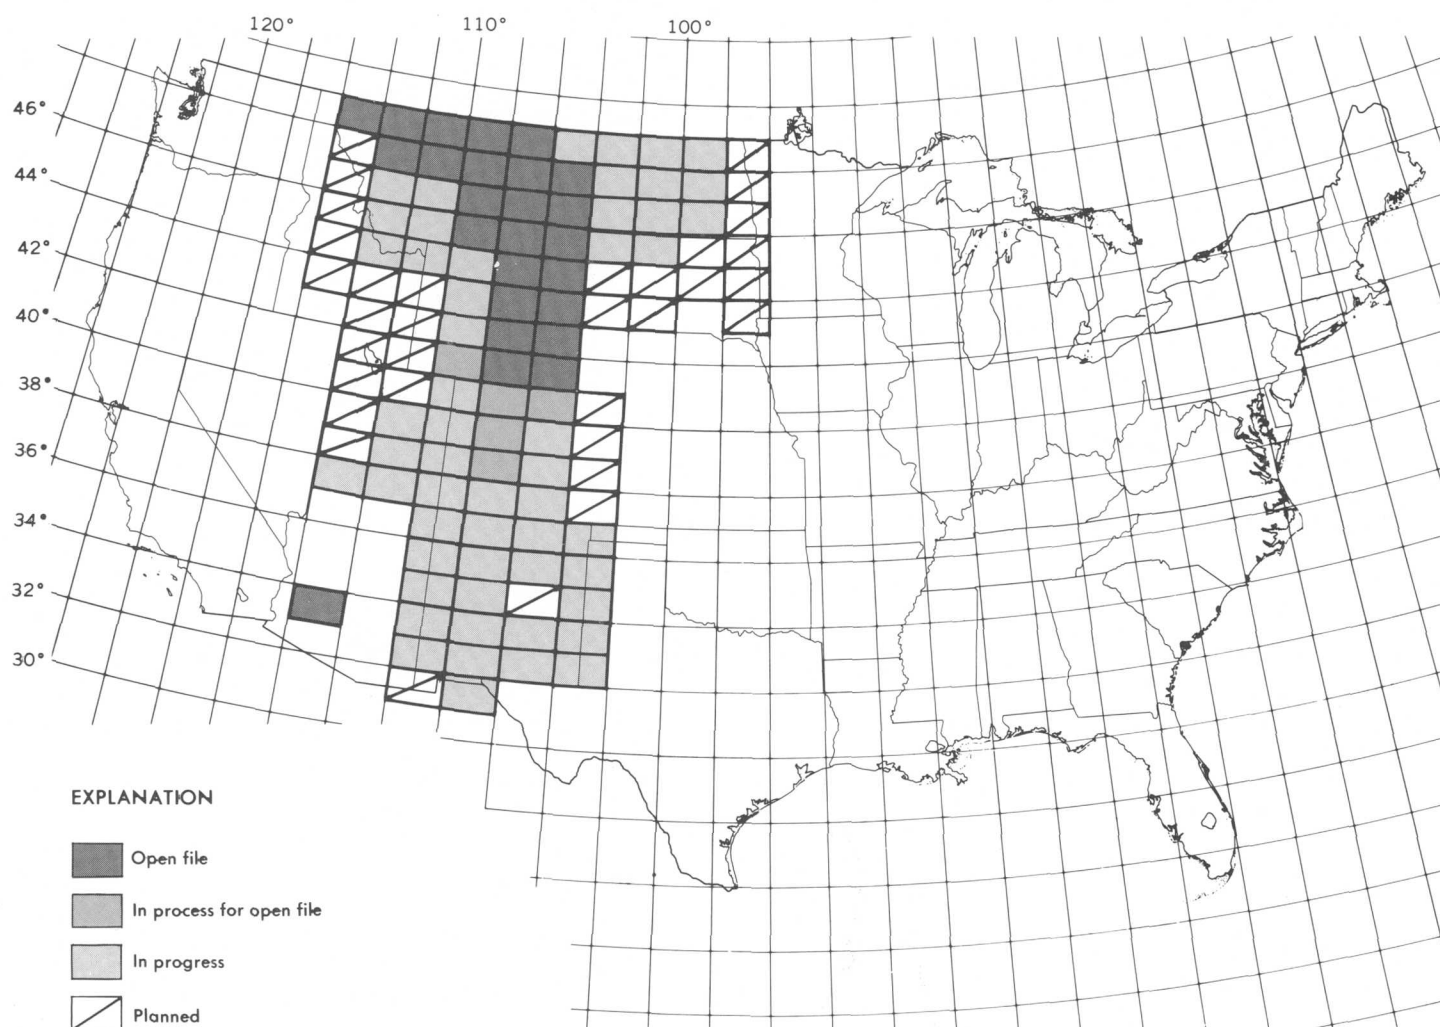 120°
110°
100°
46°
44°
42°
40°
38°
36°
34°
32°
30°
EXPLANATION
Open file
In process for open file
In progress
Planned